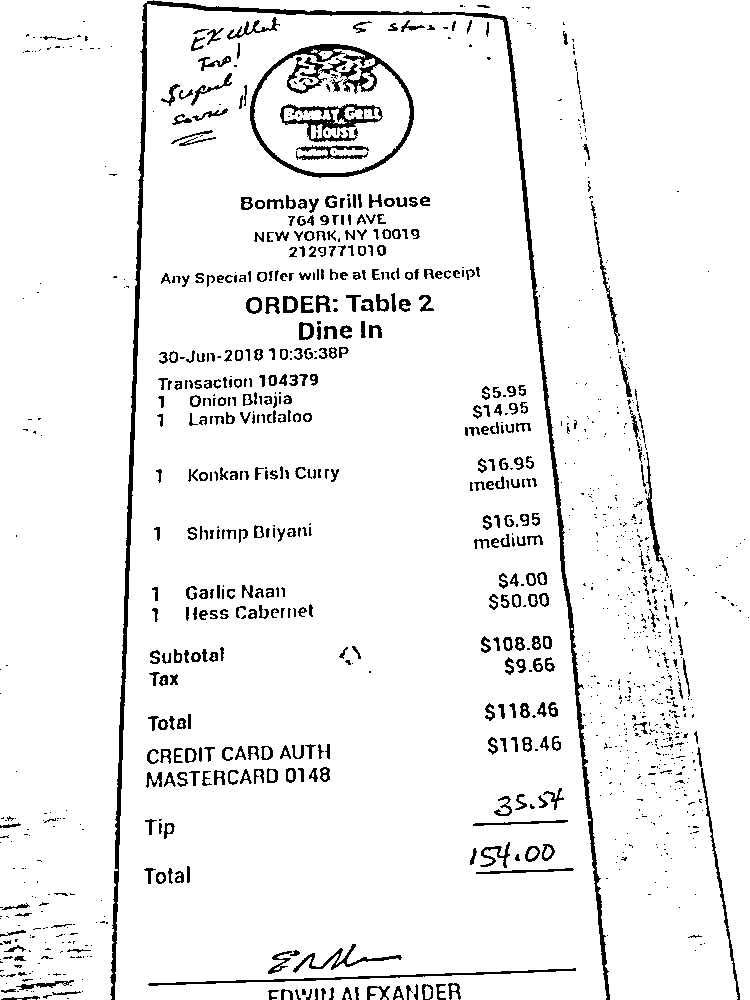 Excellent 5 stars !!!
Too!
Superb
Service !!
BOMBAY GRILL
HOUSE
Bombay Grill House
764 9TH AVE
NEW YORK, NY 10019
2129771010
Any Special Offer will be at End of Receipt
ORDER: Table 2
Dine In
30-Jun-2018 10:36:38P
Transaction 104379
1 Onion Bhajia $5.95
1 Lamb Vindaloo $14.95
medium
1 Konkan Fish Curry $16.95
medium
1 Shrimp Briyani $16.95
medium
1 Garlic Naan $4.00
1 Hess Cabernet $50.00
Subtotal $108.80
Tax $9.66
Total $118.46
CREDIT CARD AUTH $118.46
MASTERCARD 0148
Tip 35.54
Total 154.00
EDWIN ALEXANDER